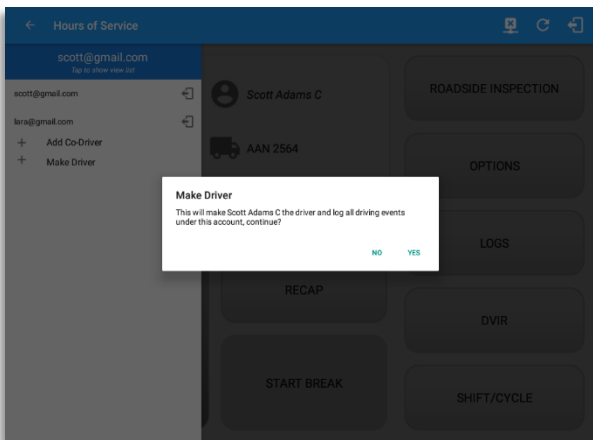 Hours of Service
scott@gmail.com
Tap to show view list
scott@gmail.com
lara@gmail.com
Add Co-Driver
Make Driver
Scott Adams C
AAN 2564
RECAP
START BREAK
ROADSIDE INSPECTION
OPTIONS
LOGS
DVIR
SHIFT/CYCLE
Make Driver
This will make Scott Adams C the driver and log all driving events
under this account, continue?
NO YES